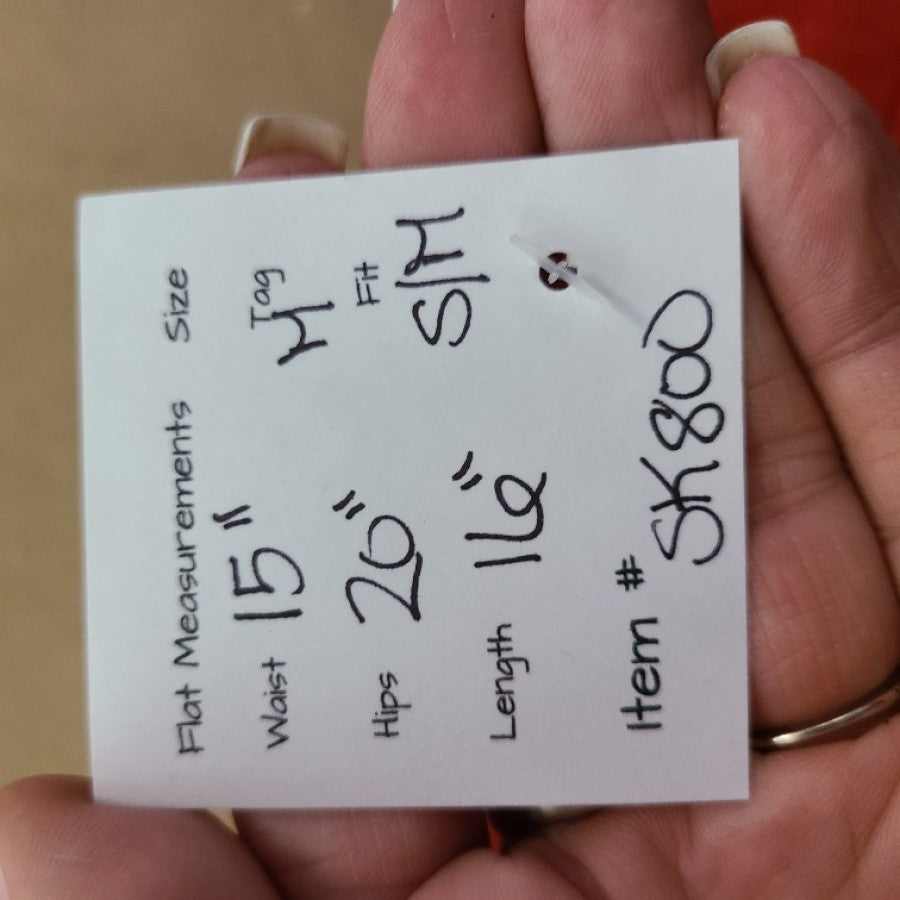 Flat Measurements Size
Waist 15" Tag M
Hips 20" Fit S/M
Length 16"
Item # SK800